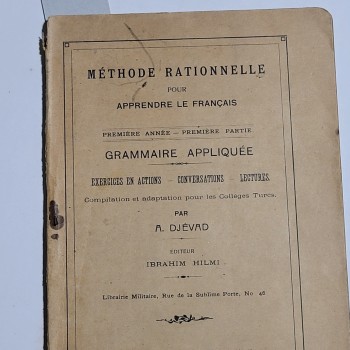 MÉTHODE RATIONNELLE
POUR
APPRENDRE LE FRANÇAIS
PREMIÈRE ANNÉE — PREMIÈRE PARTIE
GRAMMAIRE APPLIQUÉE
EXERCICES EN ACTIONS — CONVERSATIONS — LECTURES.
Compilation et adaptation pour les Collèges Turcs.
PAR
A. DJÉVAD
ÉDITEUR
IBRAHIM HILMI
Librairie Militaire, Rue de la Sublime Porte, No. 46